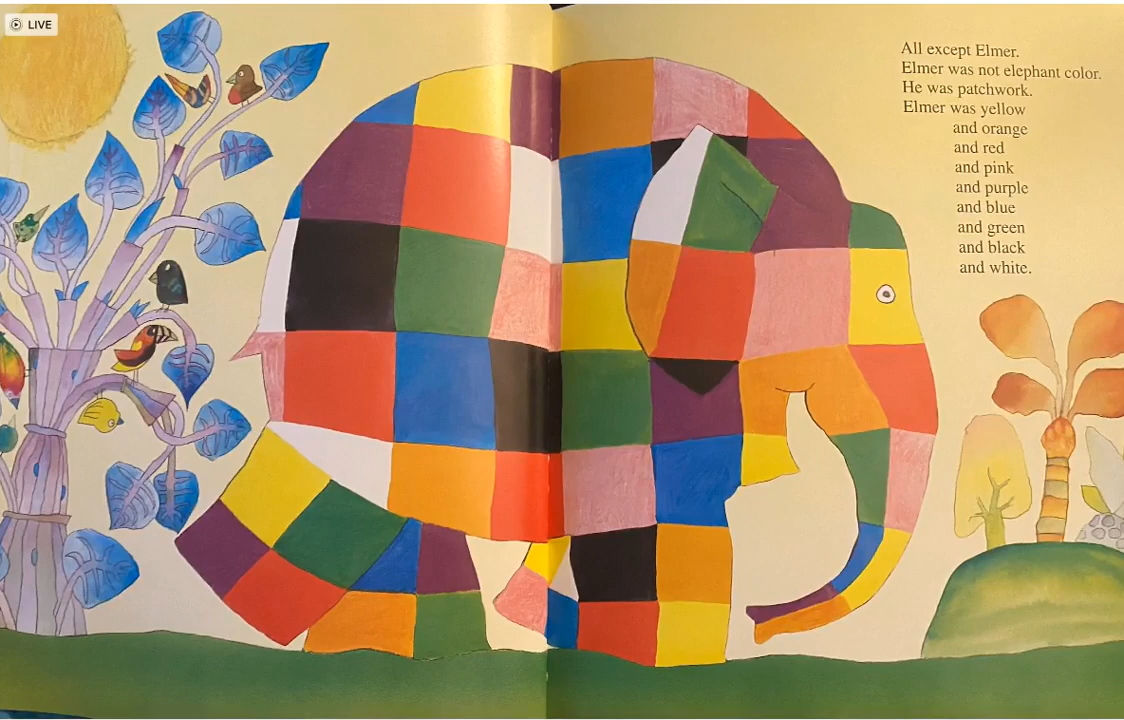 LIVE
All except Elmer.
Elmer was not elephant color.
He was patchwork.
Elmer was yellow
and orange
and red
and pink
and purple
and blue
and green
and black
and white.